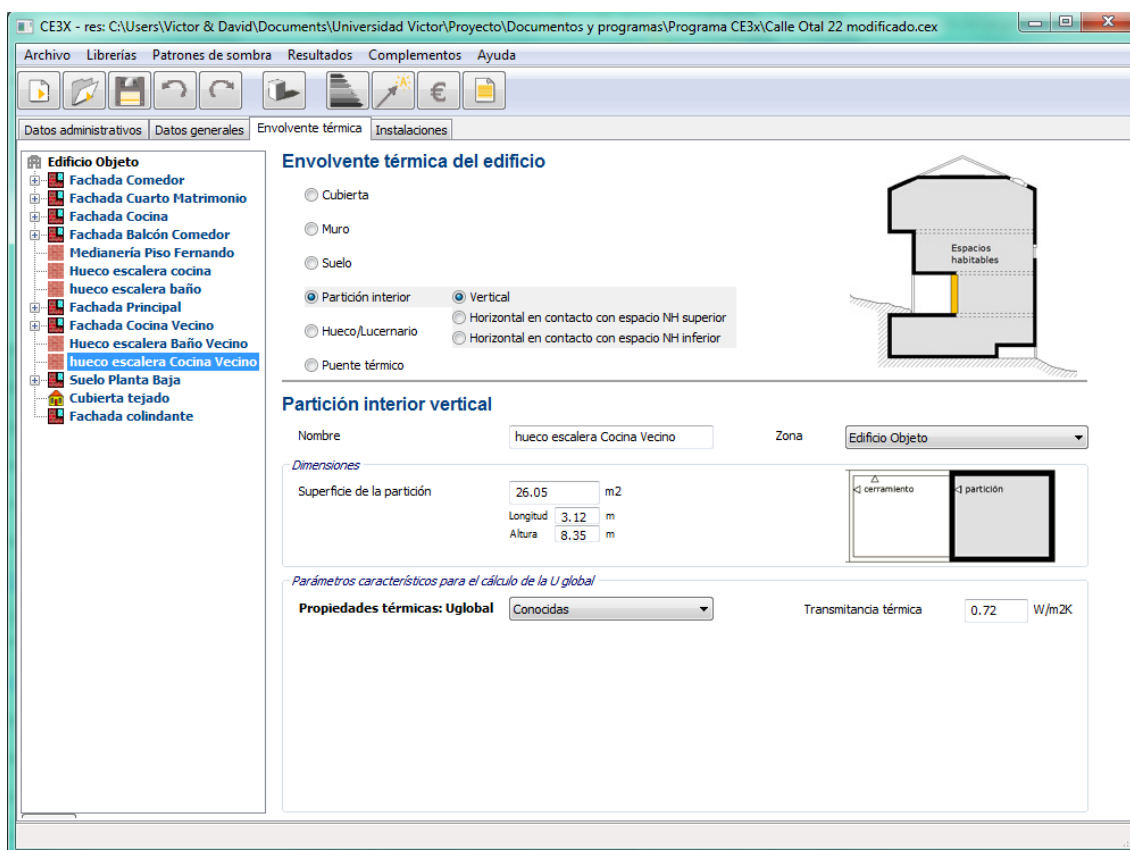 CE3X - res: C:\Users\Victor & David\Documents\Universidad Victor\Proyecto\Documentos y programas\Programa CE3x\Calle Otal 22 modificado.cex
Archivo Librerías Patrones de sombra Resultados Complementos Ayuda
Datos administrativos Datos generales Envolvente térmica Instalaciones
Edificio Objeto
Fachada Comedor
Fachada Cuarto Matrimonio
Fachada Cocina
Fachada Balcón Comedor
Medianería Piso Fernando
Hueco escalera cocina
hueco escalera baño
Fachada Principal
Fachada Cocina Vecino
Hueco escalera Baño Vecino
hueco escalera Cocina Vecino
Suelo Planta Baja
Cubierta tejado
Fachada colindante
Envolvente térmica del edificio
Cubierta
Muro
Suelo
Partición interior
Vertical
Horizontal en contacto con espacio NH superior
Hueco/Lucernario
Horizontal en contacto con espacio NH inferior
Puente térmico
Espacios
habitables
Partición interior vertical
Nombre hueco escalera Cocina Vecino Zona Edificio Objeto
Dimensiones
Superficie de la partición 26.05 m2
Longitud 3.12 m
Altura 8.35 m
cerramiento partición
Parámetros característicos para el cálculo de la U global
Propiedades térmicas: Uglobal Conocidas Transmitancia térmica 0.72 W/m2K